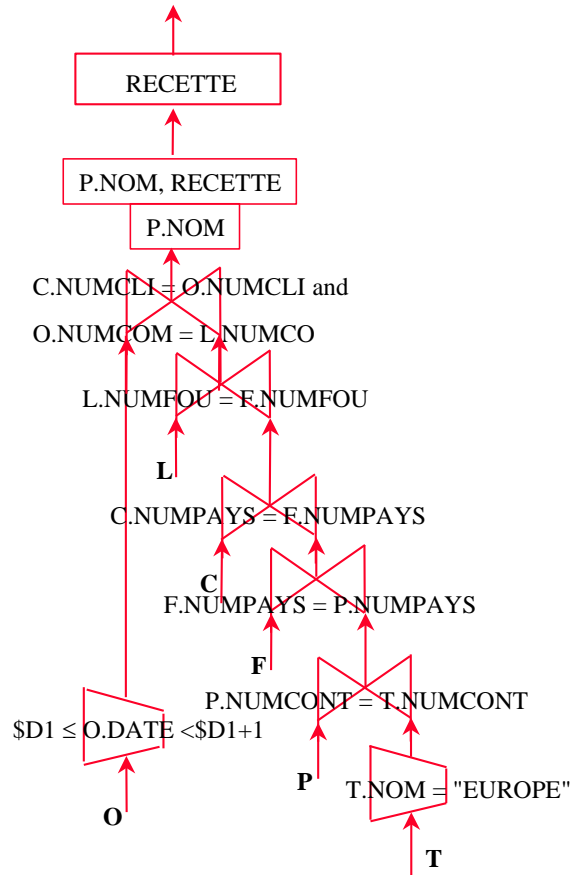 RECETTE
P.NOM, RECETTE
P.NOM
C.NUMCLI = O.NUMCLI and
O.NUMCOM = L.NUMCO
L.NUMFOU = F.NUMFOU
L
C.NUMPAYS = F.NUMPAYS
C
F.NUMPAYS = P.NUMPAYS
F
P.NUMCONT = T.NUMCONT
$D1 ≤ O.DATE <$D1+1
P
T.NOM = "EUROPE"
O
T